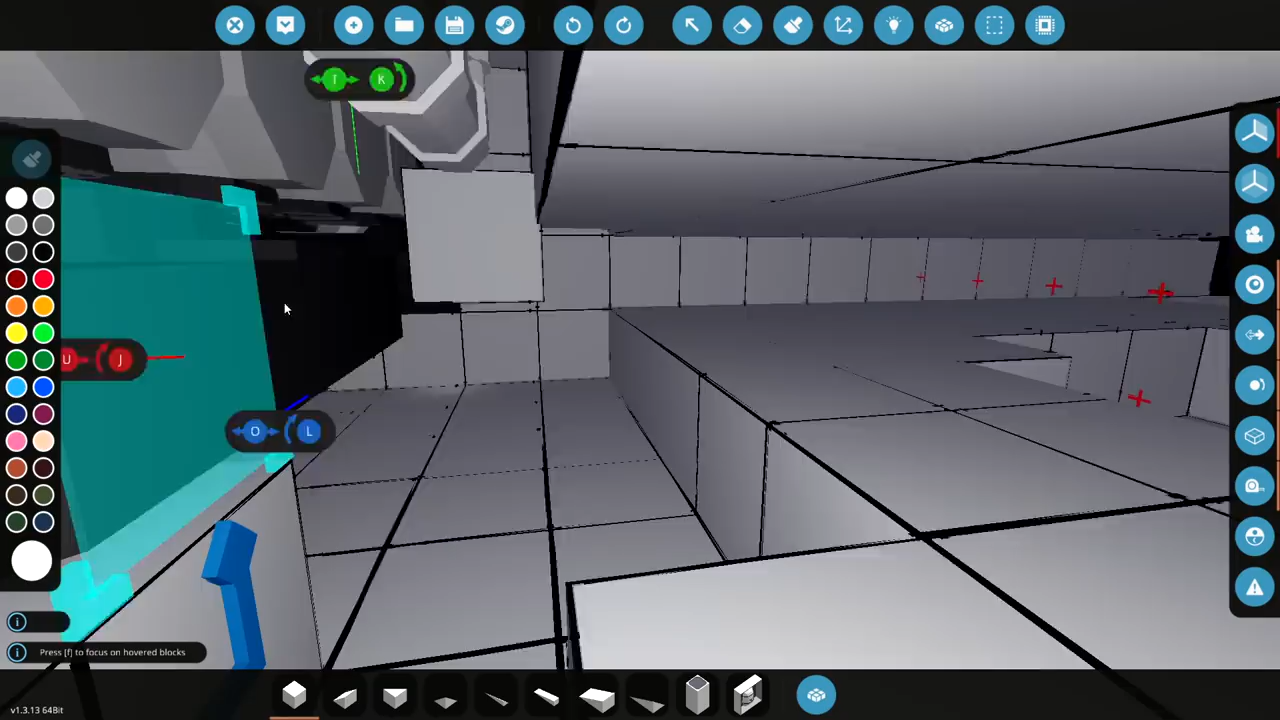 T K
U J
O L
Press [f] to focus on hovered blocks
v1.3.13 64Bit